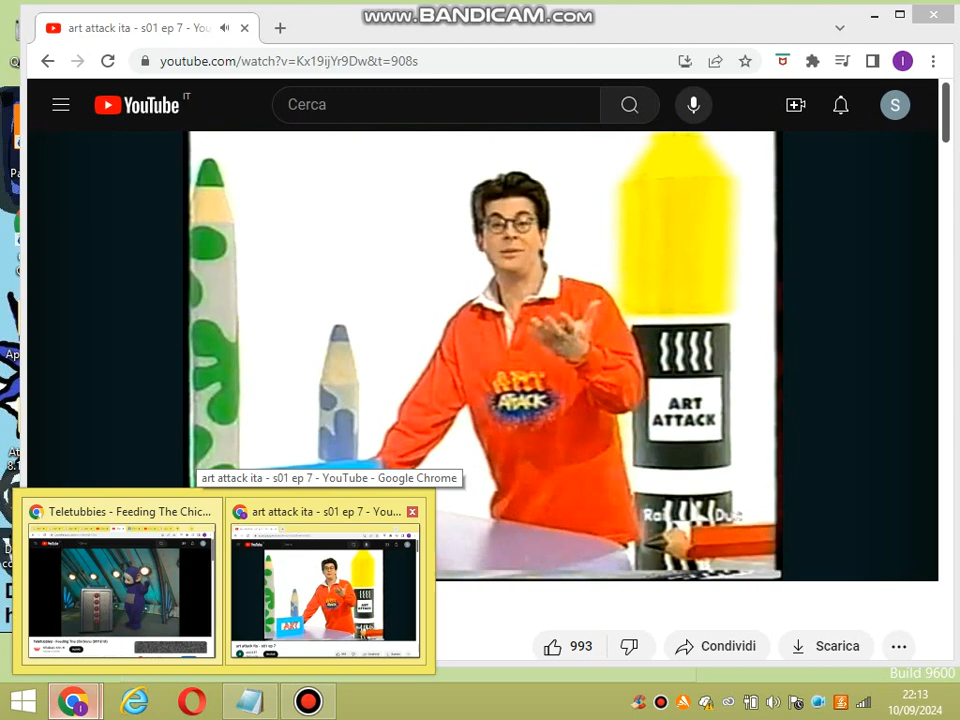 www.BANDICAM.com
art attack ita - s01 ep 7 - You
youtube.com/watch?v=Kx19ijYr9Dw&t=908s
I
YouTube IT
Cerca
S
ART ATTACK
ART
ATTACK
art attack ita - s01 ep 7 - YouTube - Google Chrome
Teletubbies - Feeding The Chic...
art attack ita - s01 ep 7 - You...
993
Condividi
Scarica
Build 9600
22:13
10/09/2024